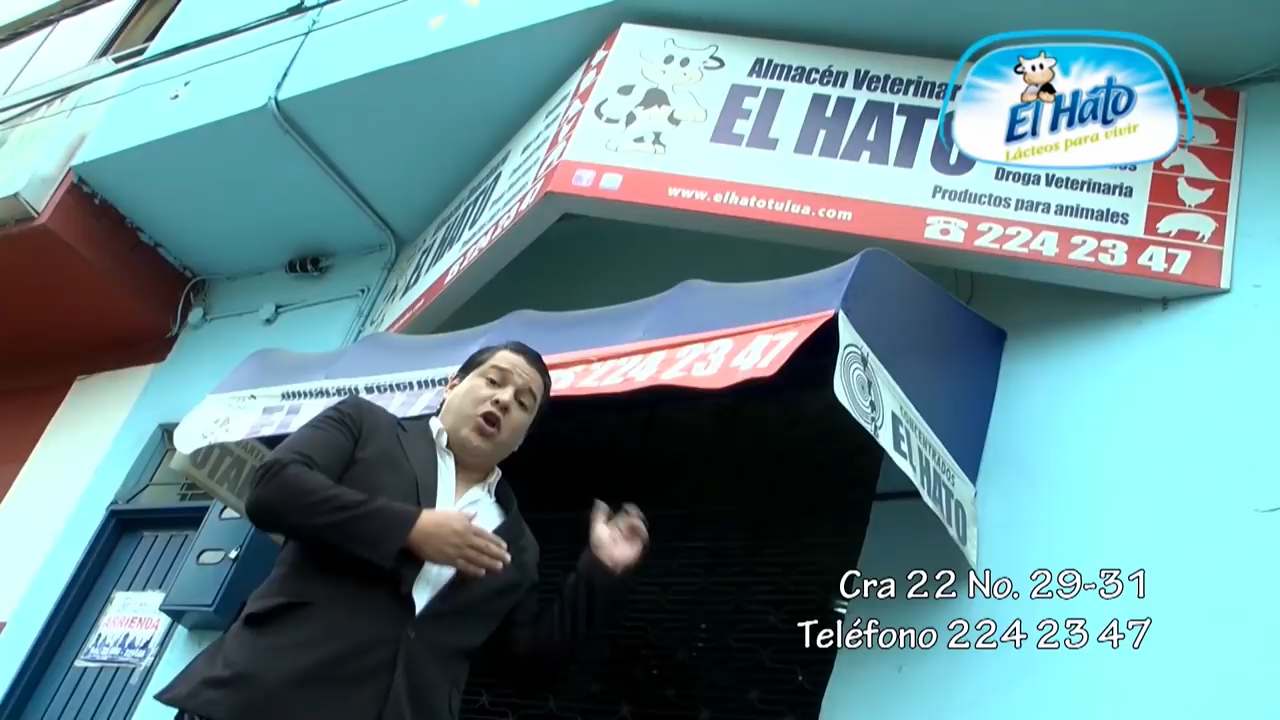 Almacén Veterinar
EL HATO
Droga Veterinaria
Productos para animales
www.elhatotulua.com
224 23 47
El Hato
Lácteos para vivir
EL HATO
224 23 47
CONCENTRADOS
EL HATO
ARRIENDA
Cra 22 No. 29-31
Teléfono 224 23 47